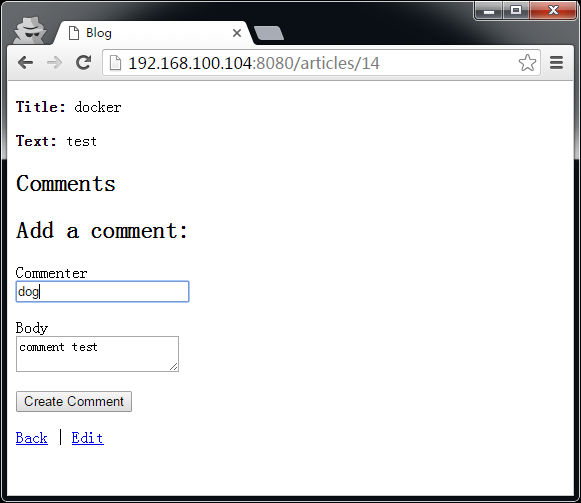 Blog
192.168.100.104:8080/articles/14
Title: docker
Text: test
Comments
Add a comment:
Commenter
dog
Body
comment test
Create Comment
Back | Edit